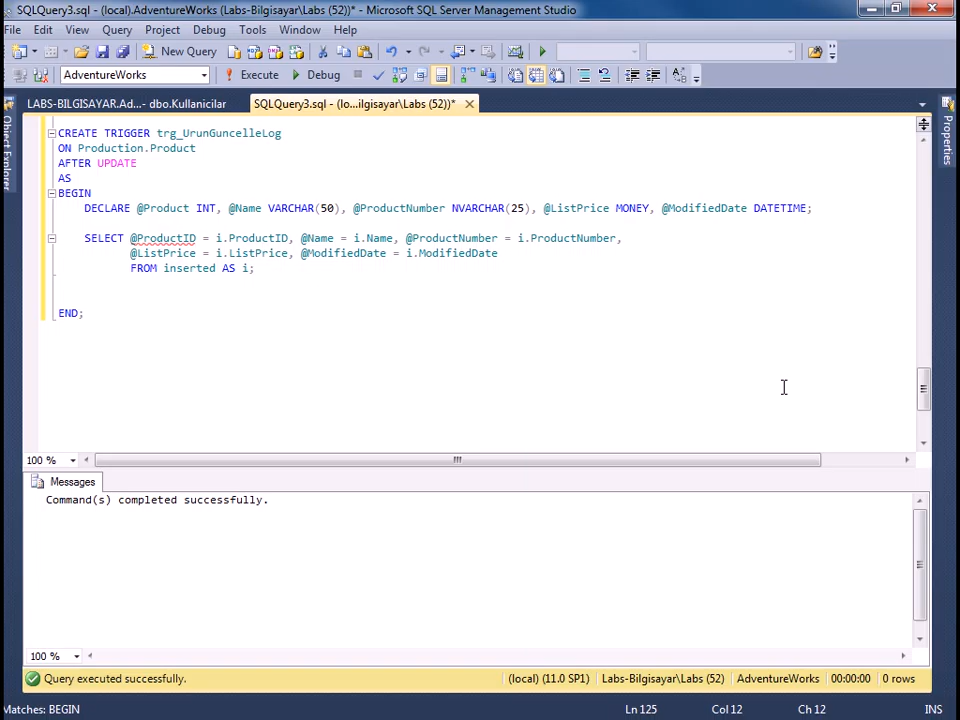 SQLQuery3.sql - (local).AdventureWorks (Labs-Bilgisayar\Labs (52))* - Microsoft SQL Server Management Studio
File Edit View Query Project Debug Tools Window Help
New Query
AdventureWorks Execute Debug
LABS-BILGISAYAR.Ad...- dbo.Kullanicilar SQLQuery3.sql - (lo...ilgisayar\Labs (52))*
Object Explorer
Properties
CREATE TRIGGER trg_UrunGuncelleLog
ON Production.Product
AFTER UPDATE
AS
BEGIN
DECLARE @Product INT, @Name VARCHAR(50), @ProductNumber NVARCHAR(25), @ListPrice MONEY, @ModifiedDate DATETIME;
SELECT @ProductID = i.ProductID, @Name = i.Name, @ProductNumber = i.ProductNumber,
@ListPrice = i.ListPrice, @ModifiedDate = i.ModifiedDate
FROM inserted AS i;
END;
100 %
Messages
Command(s) completed successfully.
100 %
Query executed successfully. (local) (11.0 SP1) Labs-Bilgisayar\Labs (52) AdventureWorks 00:00:00 0 rows
Matches: BEGIN Ln 125 Col 12 Ch 12 INS